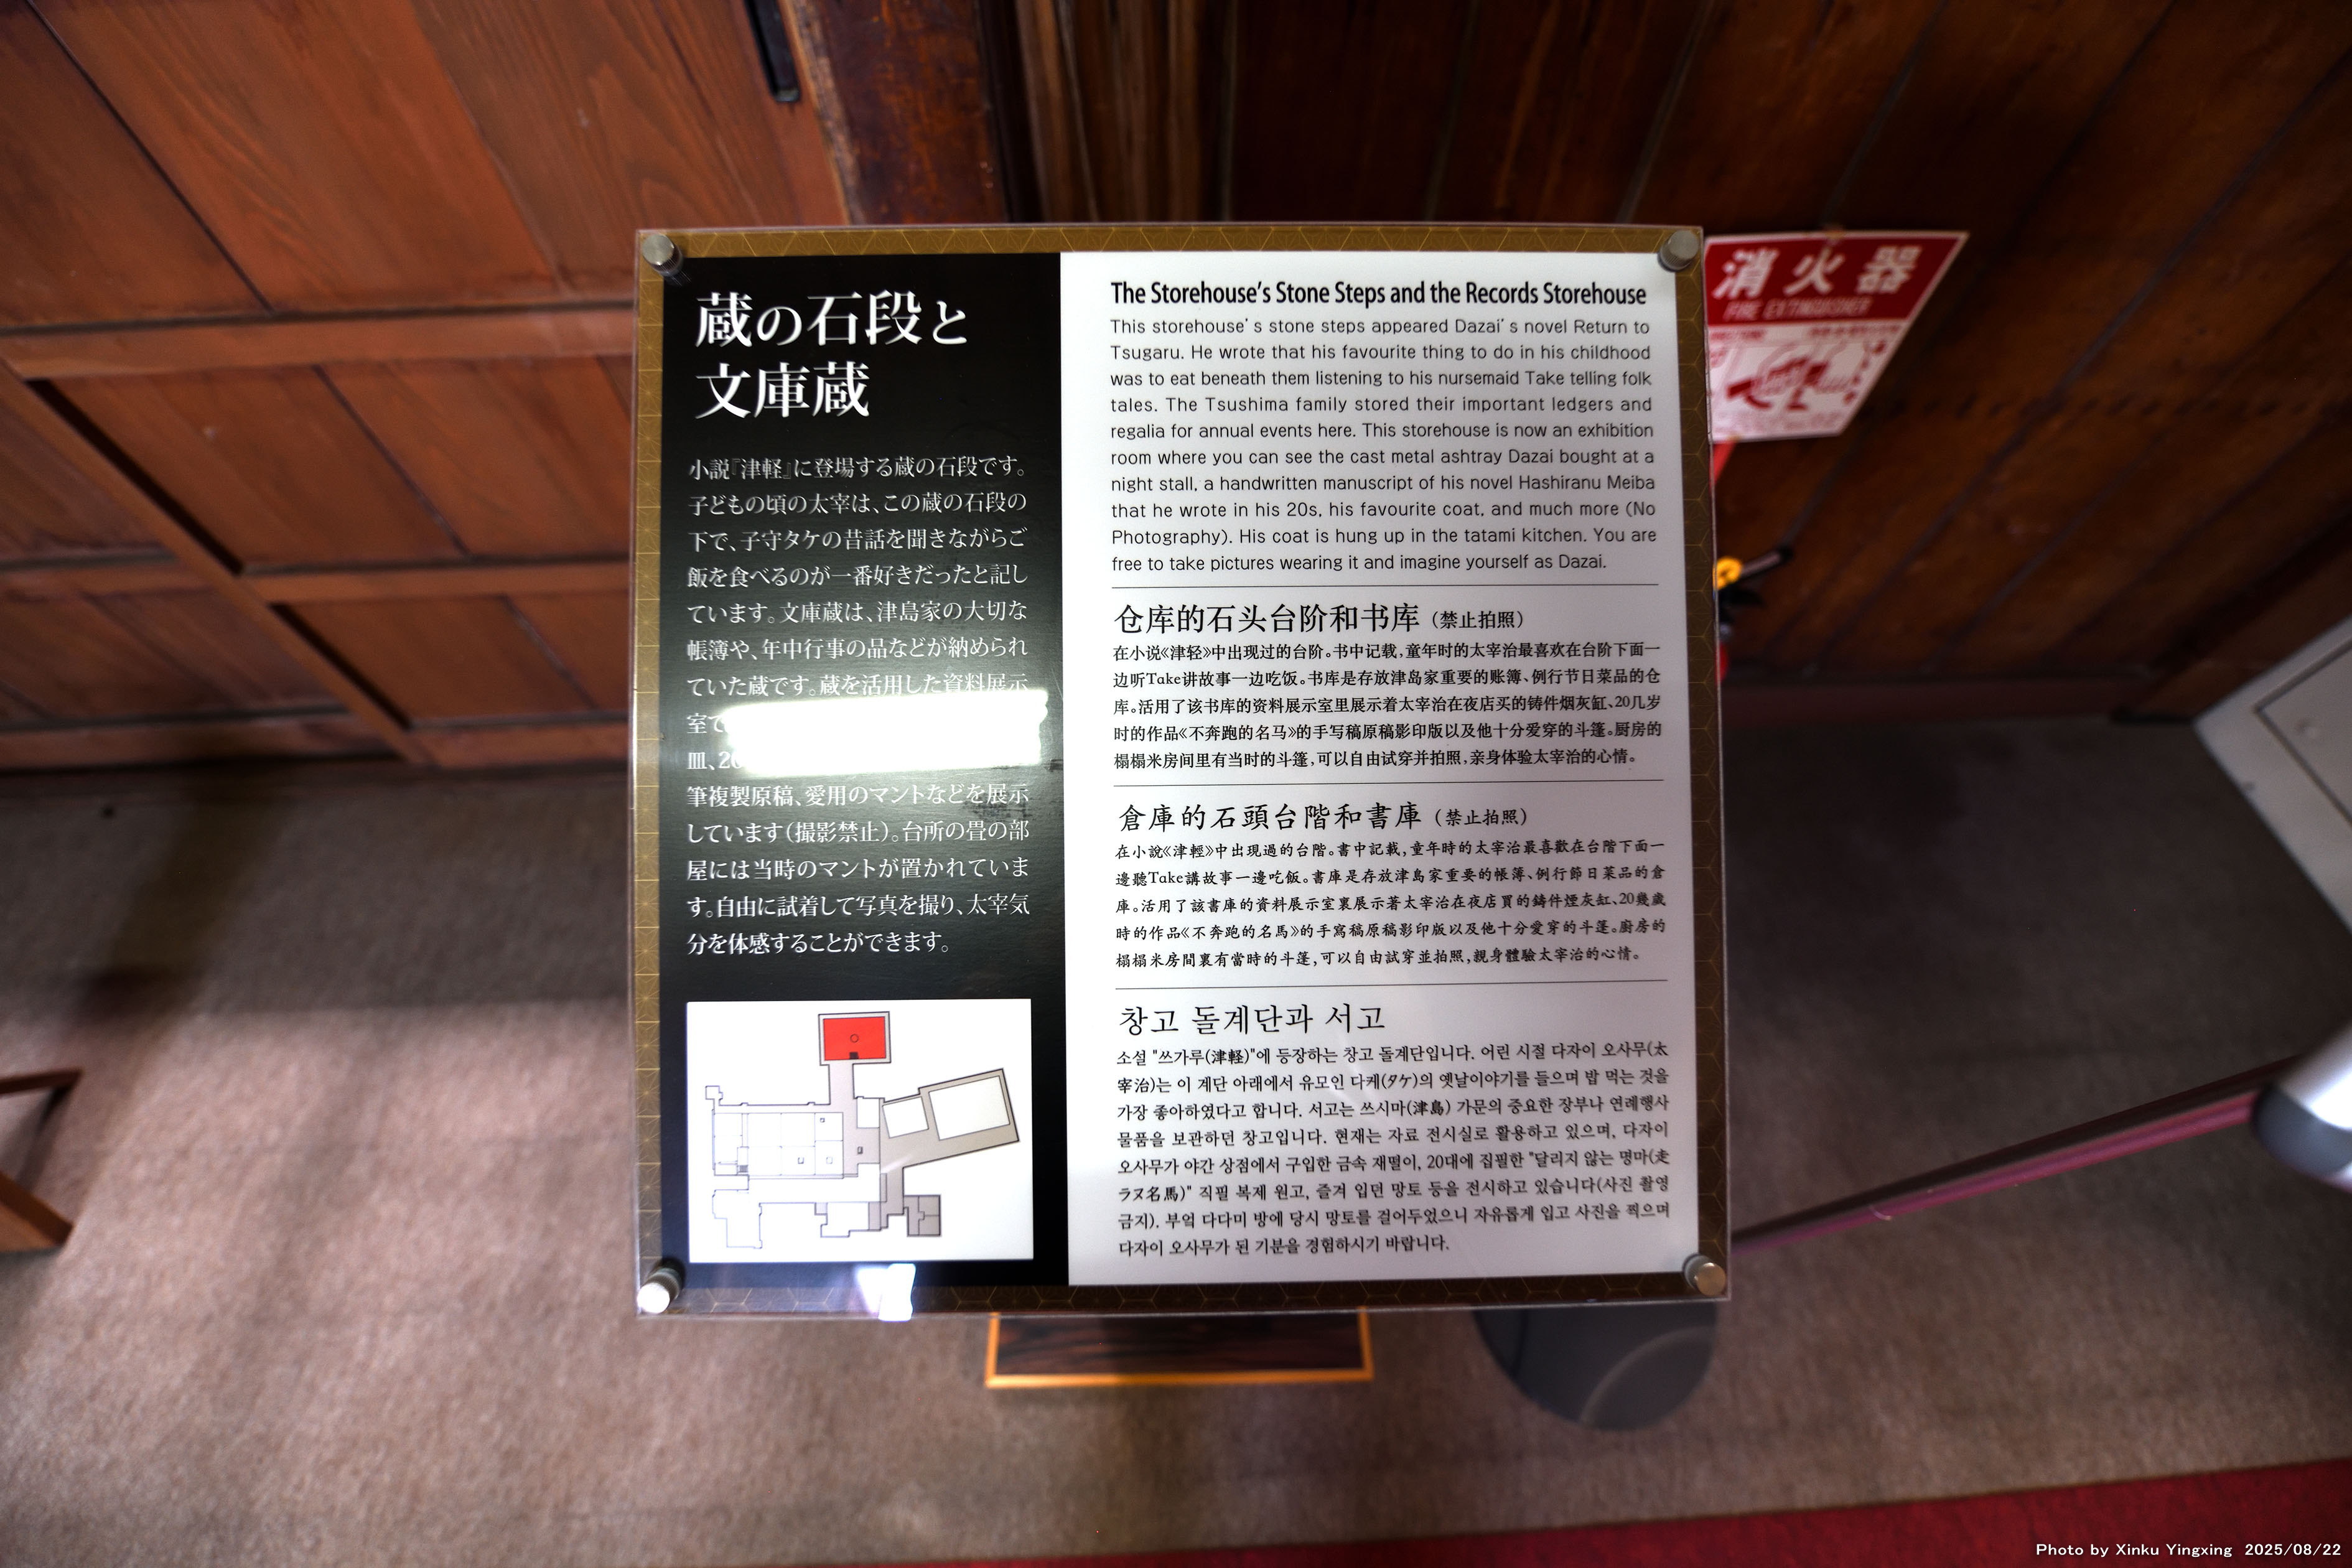 蔵の石段と
文庫蔵
小説『津軽』に登場する蔵の石段です。
子どもの頃の太宰は、この蔵の石段の
下で、子守タケの昔話を聞きながらご
飯を食べるのが一番好きだったと記し
ています。文庫蔵は、津島家の大切な
帳簿や、年中行事の品などが納められ
ていた蔵です。蔵を活用した資料展示
室で
皿、20
筆複製原稿、愛用のマントなどを展示
しています(撮影禁止)。台所の畳の部
屋には当時のマントが置かれていま
す。自由に試着して写真を撮り、太宰気
分を体感することができます。
The Storehouse's Stone Steps and the Records Storehouse
This storehouse's stone steps appeared Dazai's novel Return to
Tsugaru. He wrote that his favourite thing to do in his childhood
was to eat beneath them listening to his nursemaid Take telling folk
tales. The Tsushima family stored their important ledgers and
regalia for annual events here. This storehouse is now an exhibition
room where you can see the cast metal ashtray Dazai bought at a
night stall, a handwritten manuscript of his novel Hashiranu Meiba
that he wrote in his 20s, his favourite coat, and much more (No
Photography). His coat is hung up in the tatami kitchen. You are
free to take pictures wearing it and imagine yourself as Dazai.
仓库的石头台阶和书库(禁止拍照)
在小说《津轻》中出现过的台阶。书中记载,童年时的太宰治最喜欢在台阶下面一
边听Take讲故事一边吃饭。书库是存放津岛家重要的账簿、例行节日菜品的仓
库。活用了该书库的资料展示室里展示着太宰治在夜店买的铸件烟灰缸、20几岁
时的作品《不奔跑的名马》的手写稿原稿影印版以及他十分爱穿的斗篷。厨房的
榻榻米房间里有当时的斗篷,可以自由试穿并拍照,亲身体验太宰治的心情。
倉庫的石頭台階和書庫(禁止拍照)
在小說《津輕》中出現過的台階。書中記載,童年時的太宰治最喜歡在台階下面一
邊聽Take講故事一邊吃飯。書庫是存放津島家重要的帳簿、例行節日菜品的倉
庫。活用了該書庫的資料展示室裏展示著太宰治在夜店買的鑄件煙灰缸、20幾歲
時的作品《不奔跑的名馬》的手寫稿原稿影印版以及他十分愛穿的斗篷。廚房的
榻榻米房間裏有當時的斗篷,可以自由試穿並拍照,親身體驗太宰治的心情。
창고 돌계단과 서고
소설 "쓰가루(津軽)"에 등장하는 창고 돌계단입니다. 어린 시절 다자이 오사무(太
宰治)는 이 계단 아래에서 유모인 다케(タケ)의 옛날이야기를 들으며 밥 먹는 것을
가장 좋아하였다고 합니다. 서고는 쓰시마(津島) 가문의 중요한 장부나 연례행사
물품을 보관하던 창고입니다. 현재는 자료 전시실로 활용하고 있으며, 다자이
오사무가 야간 상점에서 구입한 금속 재떨이, 20대에 집필한 "달리지 않는 명마(走
ラヌ名馬)" 직필 복제 원고, 즐겨 입던 망토 등을 전시하고 있습니다(사진 촬영
금지). 부엌 다다미 방에 당시 망토를 걸어두었으니 자유롭게 입고 사진을 찍으며
다자이 오사무가 된 기분을 경험하시기 바랍니다.
消火器
FIRE EXTINGUISHER
Photo by Xinku Yingxing 2025/08/22